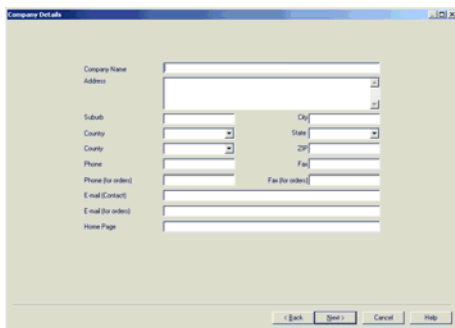 Company Details
Company Name
Address
Suburb City
Country State
County ZIP
Phone Fax
Phone (for orders) Fax (for orders)
E-mail (Contact)
E-mail (for orders)
Home Page
< Back Next > Cancel Help